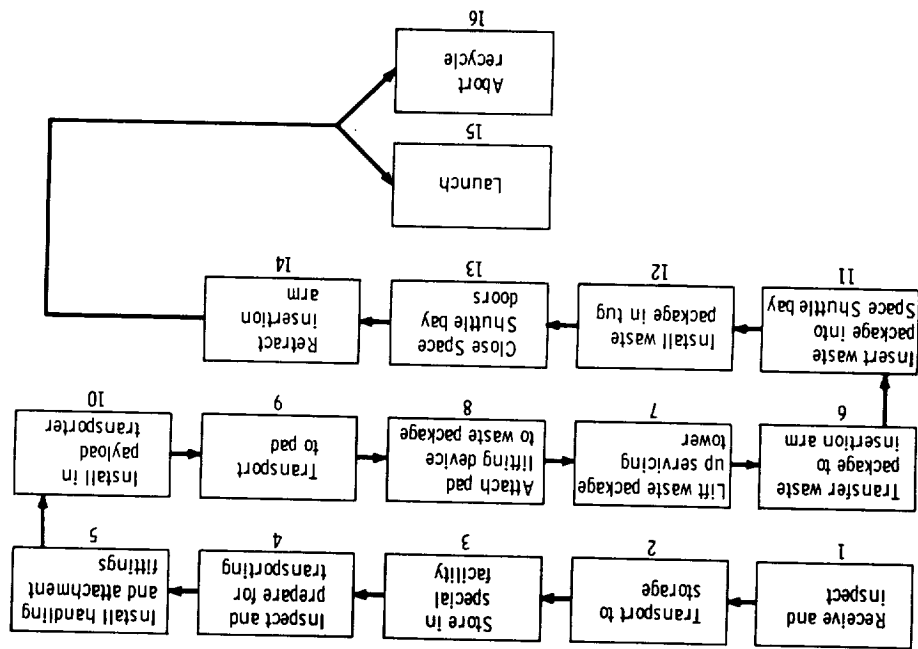 Receive and
inspect
1
Transport to
storage
2
Store in
special
facility
3
Inspect and
prepare for
transporting
4
Install handling
and attachment
fittings
5
Transfer waste
package to
insertion arm
6
Lift waste package
up servicing
tower
7
Attach pad
lifting device
to waste package
8
Transport
to pad
9
Install in
payload
transporter
10
Insert waste
package into
Space Shuttle bay
11
Install waste
package in tug
12
Close Space
Shuttle bay
doors
13
Retract
insertion
arm
14
Launch
15
Abort
recycle
16